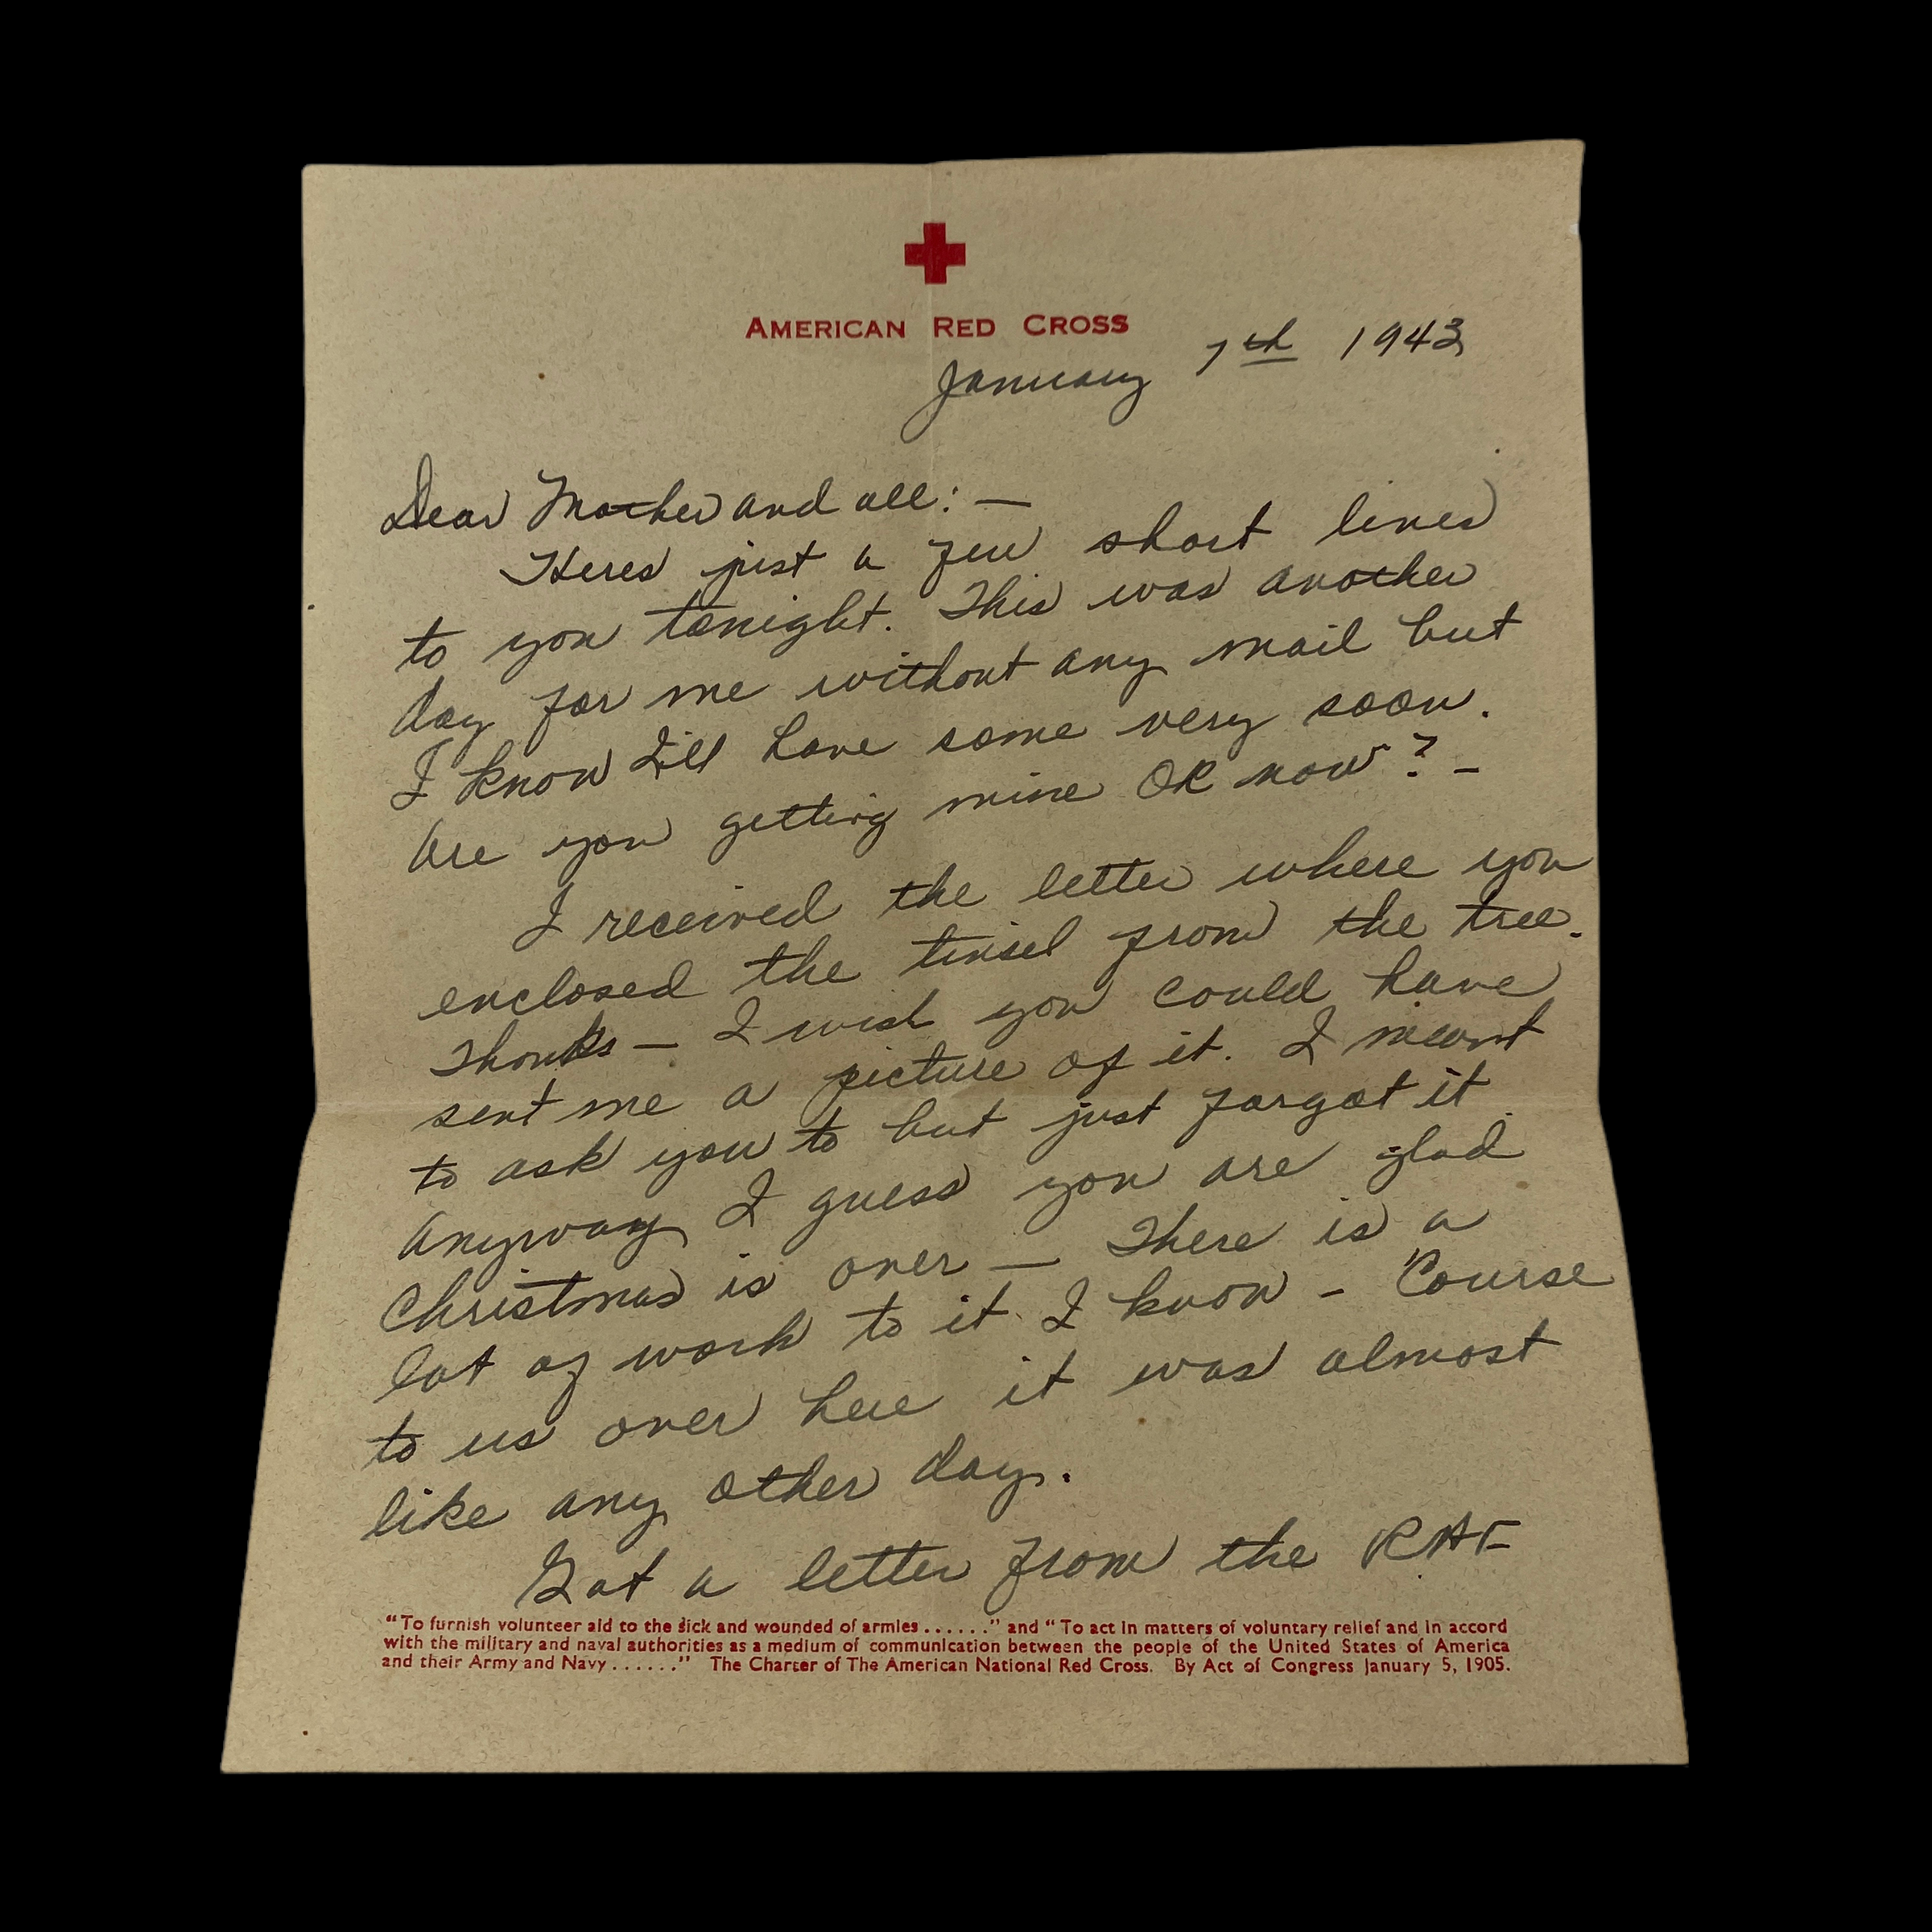 AMERICAN RED CROSS
January 7th 1943
Dear Mother and all: —
Heres just a few short lines
to you tonight. This was another
day for me without any mail but
I know I'll have some very soon.
Are you getting mine OK now? –
I received the letter where you
enclosed the tinsel from the tree.
Thanks — I wish you could have
sent me a picture of it. I meant
to ask you to but just forgot it
Anyway I guess you are glad
Christmas is over — There is a
lot of work to it I know – 'Course
to us over here it was almost
like any other day.
Got a letter from the RAF
"To furnish volunteer aid to the sick and wounded of armies ......" and "To act in matters of voluntary relief and in accord
with the military and naval authorities as a medium of communication between the people of the United States of America
and their Army and Navy ......" The Charter of The American National Red Cross. By Act of Congress January 5, 1905.